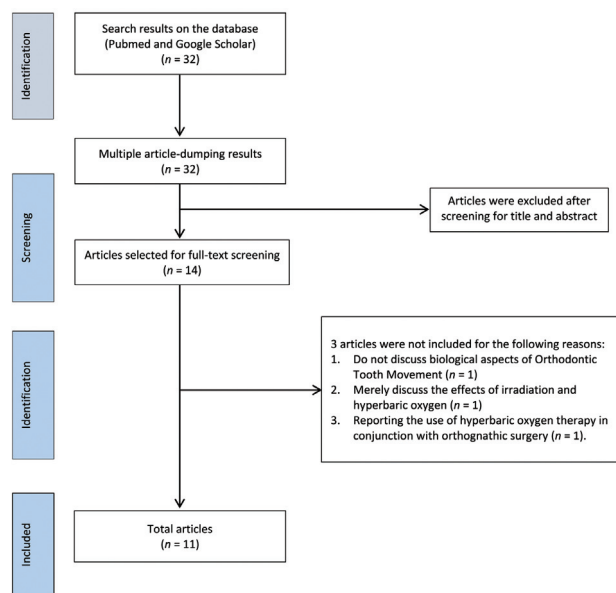 Identification
Search results on the database
(Pubmed and Google Scholar)
(n = 32)
Multiple article-dumping results
(n = 32)
Screening
Articles were excluded after
screening for title and abstract
Articles selected for full-text screening
(n = 14)
Identification
3 articles were not included for the following reasons:
1. Do not discuss biological aspects of Orthodontic
Tooth Movement (n = 1)
2. Merely discuss the effects of irradiation and
hyperbaric oxygen (n = 1)
3. Reporting the use of hyperbaric oxygen therapy in
conjunction with orthognathic surgery (n = 1).
Included
Total articles
(n = 11)